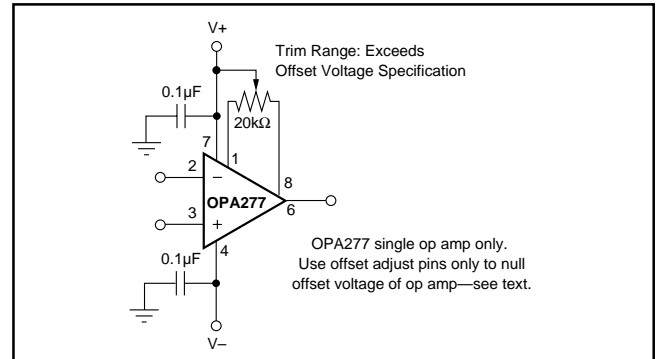 V+
Trim Range: Exceeds
Offset Voltage Specification
0.1µF
20kΩ
7
1
2
–
8
OPA277
6
3
+
4
OPA277 single op amp only.
Use offset adjust pins only to null
offset voltage of op amp—see text.
0.1µF
V–